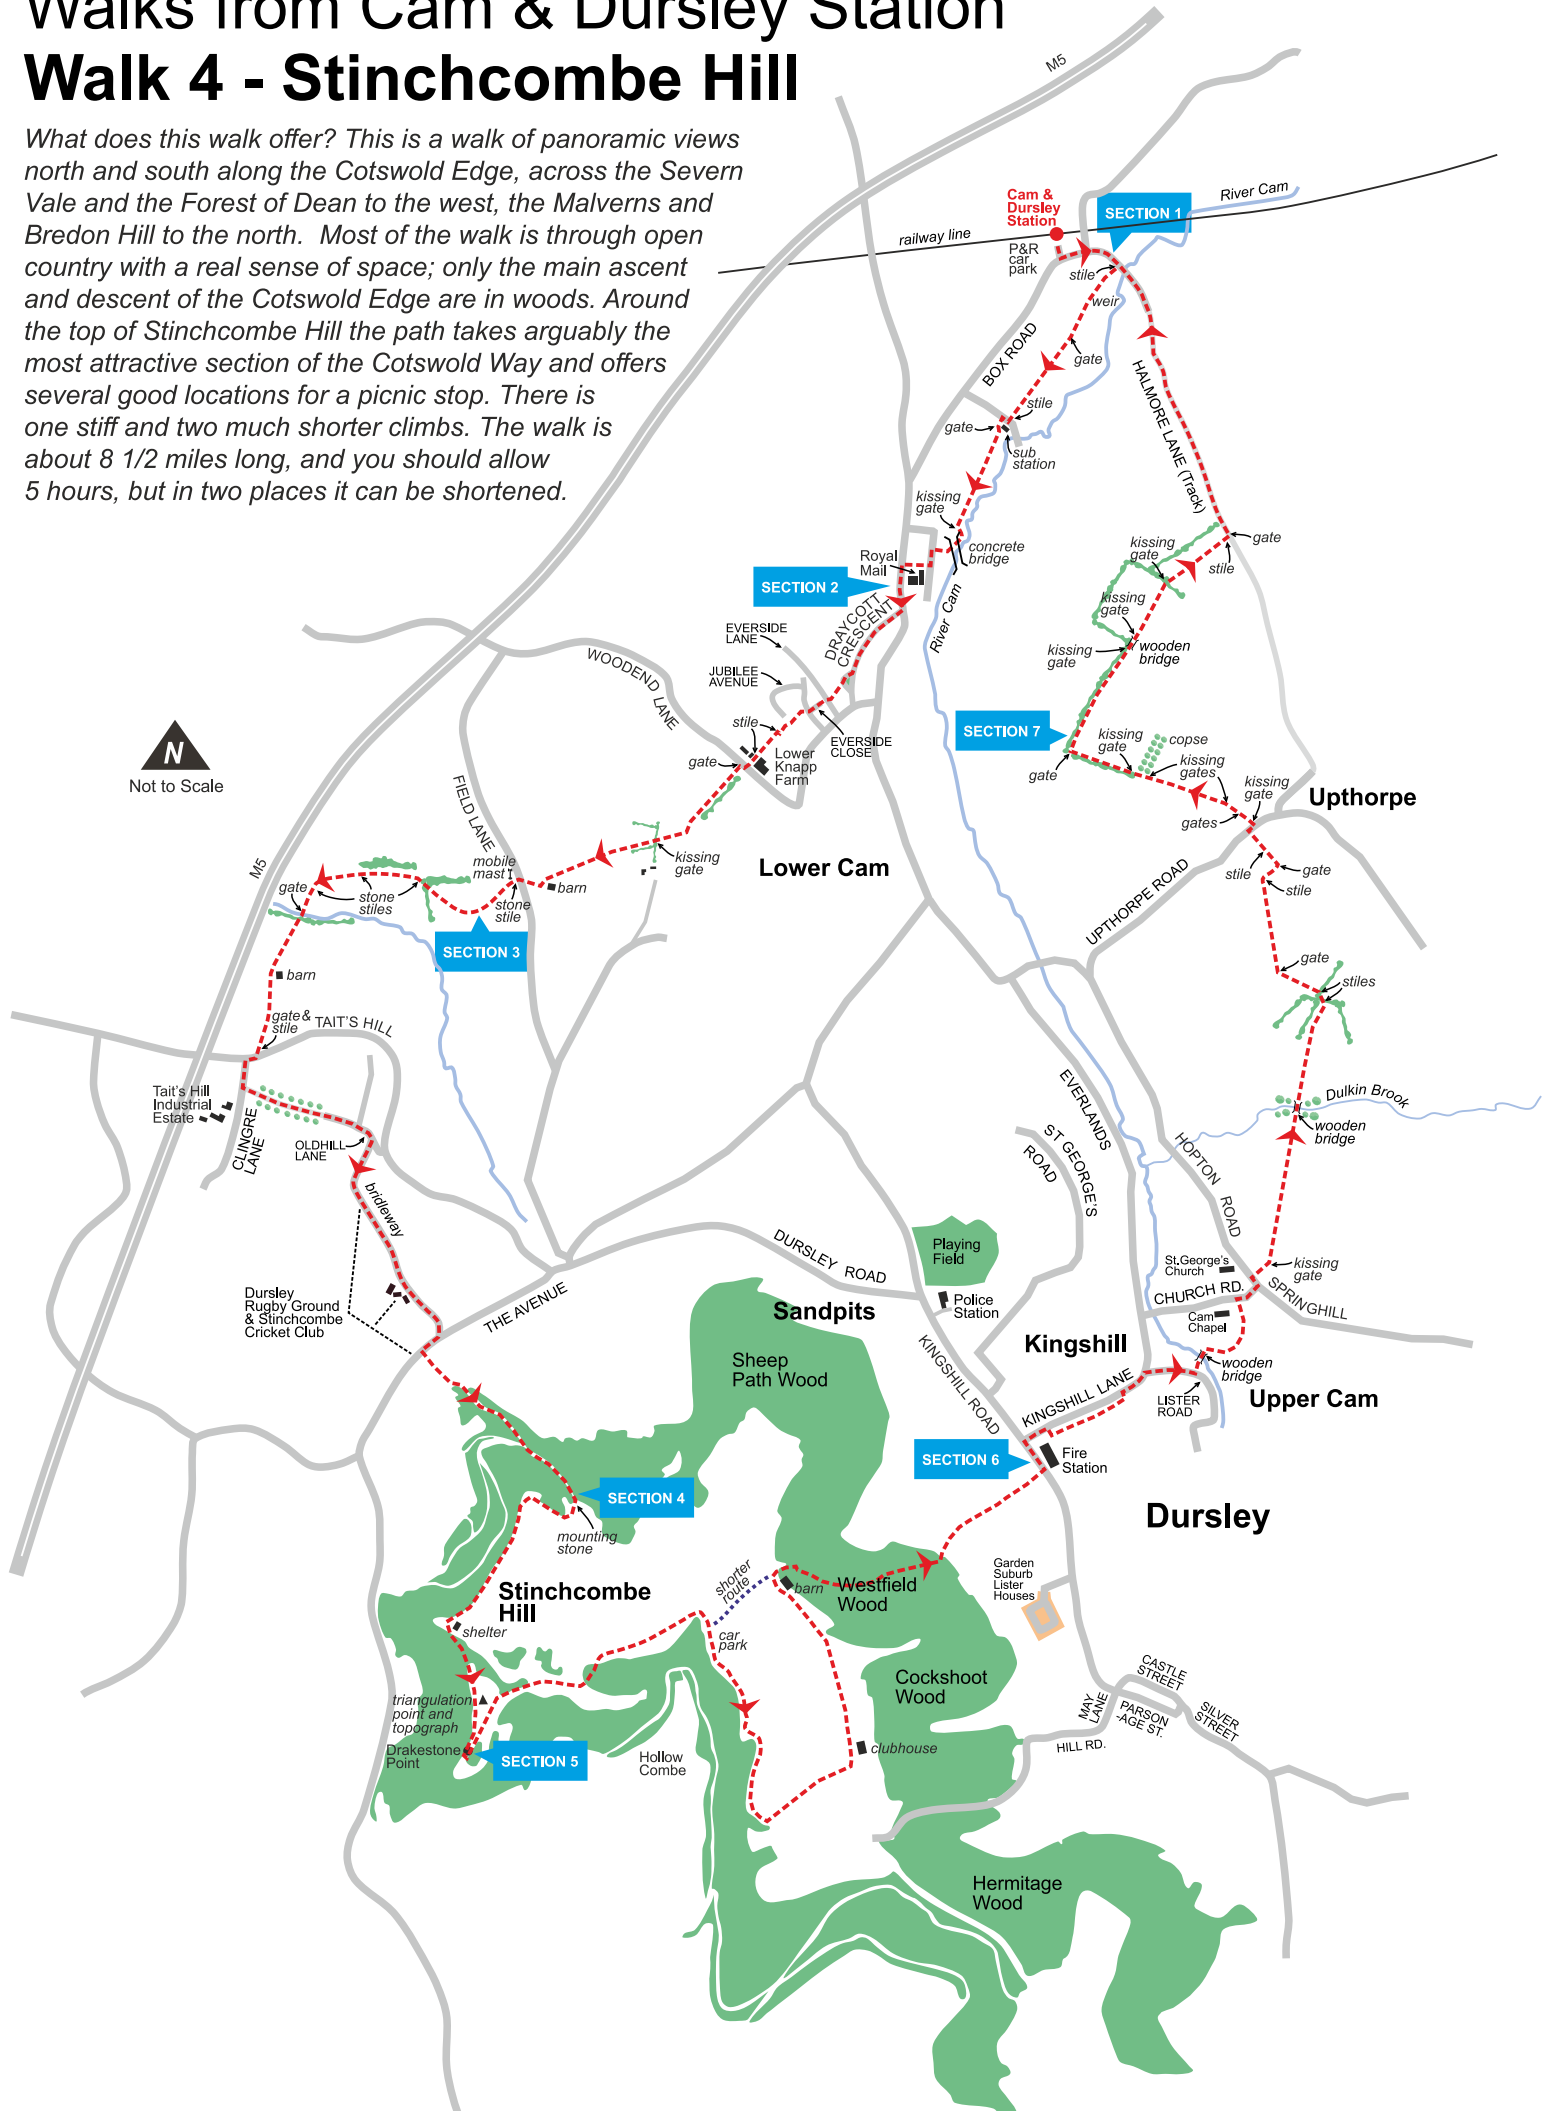 Walks from Cam & Dursley Station
Walk 4 - Stinchcombe Hill
What does this walk offer? This is a walk of panoramic views
north and south along the Cotswold Edge, across the Severn
Vale and the Forest of Dean to the west, the Malverns and
Bredon Hill to the north. Most of the walk is through open
country with a real sense of space; only the main ascent
and descent of the Cotswold Edge are in woods. Around
the top of Stinchcombe Hill the path takes arguably the
most attractive section of the Cotswold Way and offers
several good locations for a picnic stop. There is
one stiff and two much shorter climbs. The walk is
about 8 1/2 miles long, and you should allow
5 hours, but in two places it can be shortened.
M5
River Cam
Cam &
Dursley
Station
SECTION 1
railway line
P&R
car
park
stile
weir
BOX ROAD
gate
HALMORE LANE (Track)
stile
gate
sub
station
kissing
gate
concrete
bridge
Royal
Mail
SECTION 2
DRAYCOTT
CRESCENT
River Cam
kissing
gate
gate
stile
kissing
gate
kissing
gate
wooden
bridge
EVERSIDE
LANE
JUBILEE
AVENUE
WOODEND LANE
stile
EVERSIDE
CLOSE
gate
Lower
Knapp
Farm
SECTION 7
kissing
gate
copse
kissing
gates
gate
kissing
gate
gates
Upthorpe
N
Not to Scale
FIELD LANE
M5
mobile
mast
kissing
gate
barn
Lower Cam
stile
gate
stile
UPTHORPE ROAD
gate
stone
stiles
stone
stile
SECTION 3
gate
stiles
barn
gate &
stile
TAIT'S HILL
Tait's Hill
Industrial
Estate
CLINGRE
LANE
OLDHILL
LANE
bridleway
EVERLANDS
ST GEORGE'S
ROAD
HOPTON ROAD
Dulkin Brook
wooden
bridge
Dursley
Rugby Ground
& Stinchcombe
Cricket Club
THE AVENUE
DURSLEY ROAD
Playing
Field
Police
Station
Sandpits
KINGSHILL ROAD
St.George's
Church
kissing
gate
CHURCH RD.
SPRINGHILL
Cam
Chapel
Kingshill
Sheep
Path Wood
KINGSHILL LANE
wooden
bridge
LISTER
ROAD
Upper Cam
SECTION 6
Fire
Station
SECTION 4
mounting
stone
Dursley
Stinchcombe
Hill
shelter
shorter
route
barn
Westfield
Wood
Garden
Suburb
Lister
Houses
car
park
Cockshoot
Wood
triangulation
point and
topograph
Drakestone
Point
SECTION 5
Hollow
Combe
clubhouse
CASTLE
STREET
MAY
LANE
PARSON
-AGE ST.
SILVER
STREET
HILL RD.
Hermitage
Wood